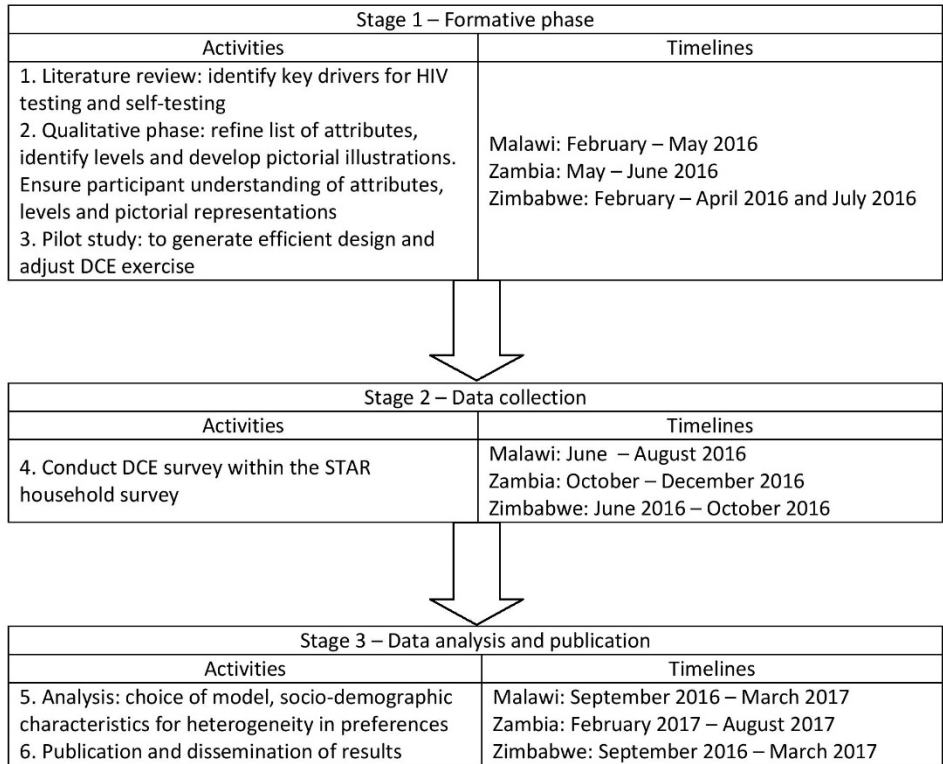 Stage 1 – Formative phase
Activities
Timelines
1. Literature review: identify key drivers for HIV
testing and self-testing
2. Qualitative phase: refine list of attributes,
identify levels and develop pictorial illustrations.
Ensure participant understanding of attributes,
levels and pictorial representations
3. Pilot study: to generate efficient design and
adjust DCE exercise
Malawi: February – May 2016
Zambia: May – June 2016
Zimbabwe: February – April 2016 and July 2016
Stage 2 – Data collection
Activities
Timelines
4. Conduct DCE survey within the STAR
household survey
Malawi: June – August 2016
Zambia: October – December 2016
Zimbabwe: June 2016 – October 2016
Stage 3 – Data analysis and publication
Activities
Timelines
5. Analysis: choice of model, socio-demographic
characteristics for heterogeneity in preferences
6. Publication and dissemination of results
Malawi: September 2016 – March 2017
Zambia: February 2017 – August 2017
Zimbabwe: September 2016 – March 2017